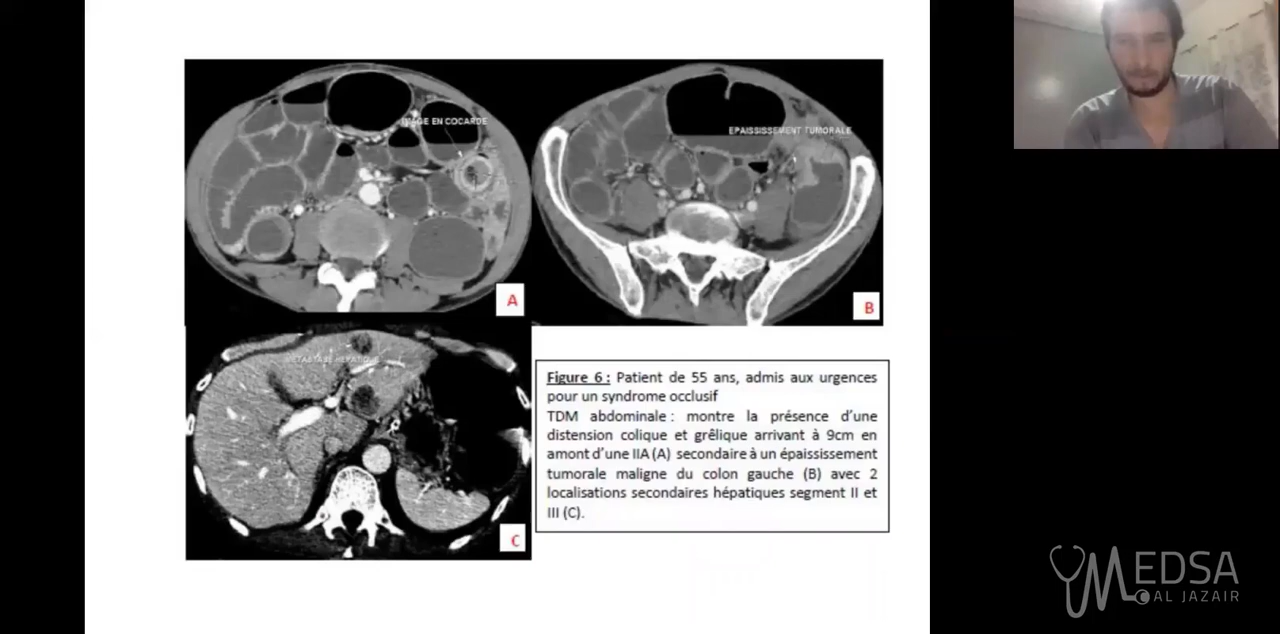 IMAGE EN COCARDE
EPAISSISSEMENT TUMORALE
A
B
METASTASE HEPATIQUE
C
Figure 6 : Patient de 55 ans, admis aux urgences
pour un syndrome occlusif
TDM abdominale : montre la présence d'une
distension colique et grêlique arrivant à 9cm en
amont d'une IIA (A) secondaire à un épaississement
tumorale maligne du colon gauche (B) avec 2
localisations secondaires hépatiques segment II et
III (C).
MEDSA
AL JAZAIR